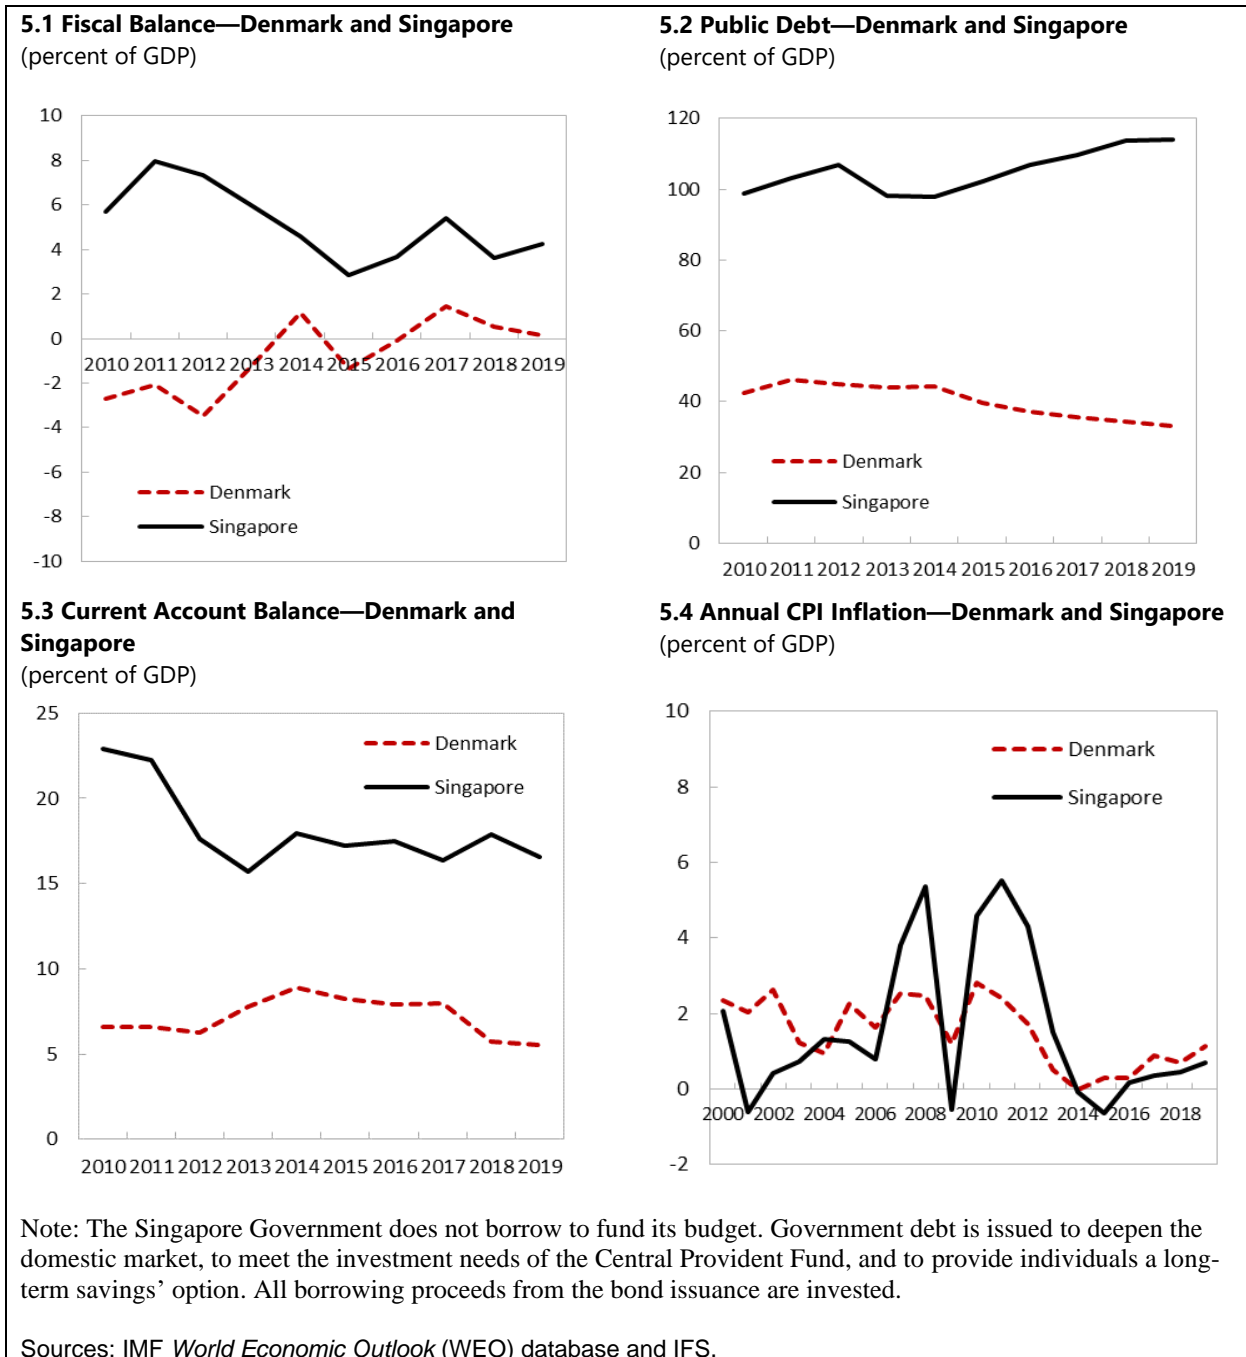 5.1 Fiscal Balance—Denmark and Singapore
(percent of GDP)
10
8
6
4
2
0
-2
-4
-6
-8
-10
2010 2011 2012 2013 2014 2015 2016 2017 2018 2019
Denmark
Singapore
5.2 Public Debt—Denmark and Singapore
(percent of GDP)
120
100
80
60
40
20
0
Denmark
Singapore
2010 2011 2012 2013 2014 2015 2016 2017 2018 2019
5.3 Current Account Balance—Denmark and
Singapore
(percent of GDP)
25
20
15
10
5
0
Denmark
Singapore
2010 2011 2012 2013 2014 2015 2016 2017 2018 2019
5.4 Annual CPI Inflation—Denmark and Singapore
(percent of GDP)
10
8
6
4
2
0
-2
Denmark
Singapore
2000 2002 2004 2006 2008 2010 2012 2014 2016 2018
Note: The Singapore Government does not borrow to fund its budget. Government debt is issued to deepen the
domestic market, to meet the investment needs of the Central Provident Fund, and to provide individuals a long-
term savings’ option. All borrowing proceeds from the bond issuance are invested.
Sources: IMF World Economic Outlook (WEO) database and IFS.